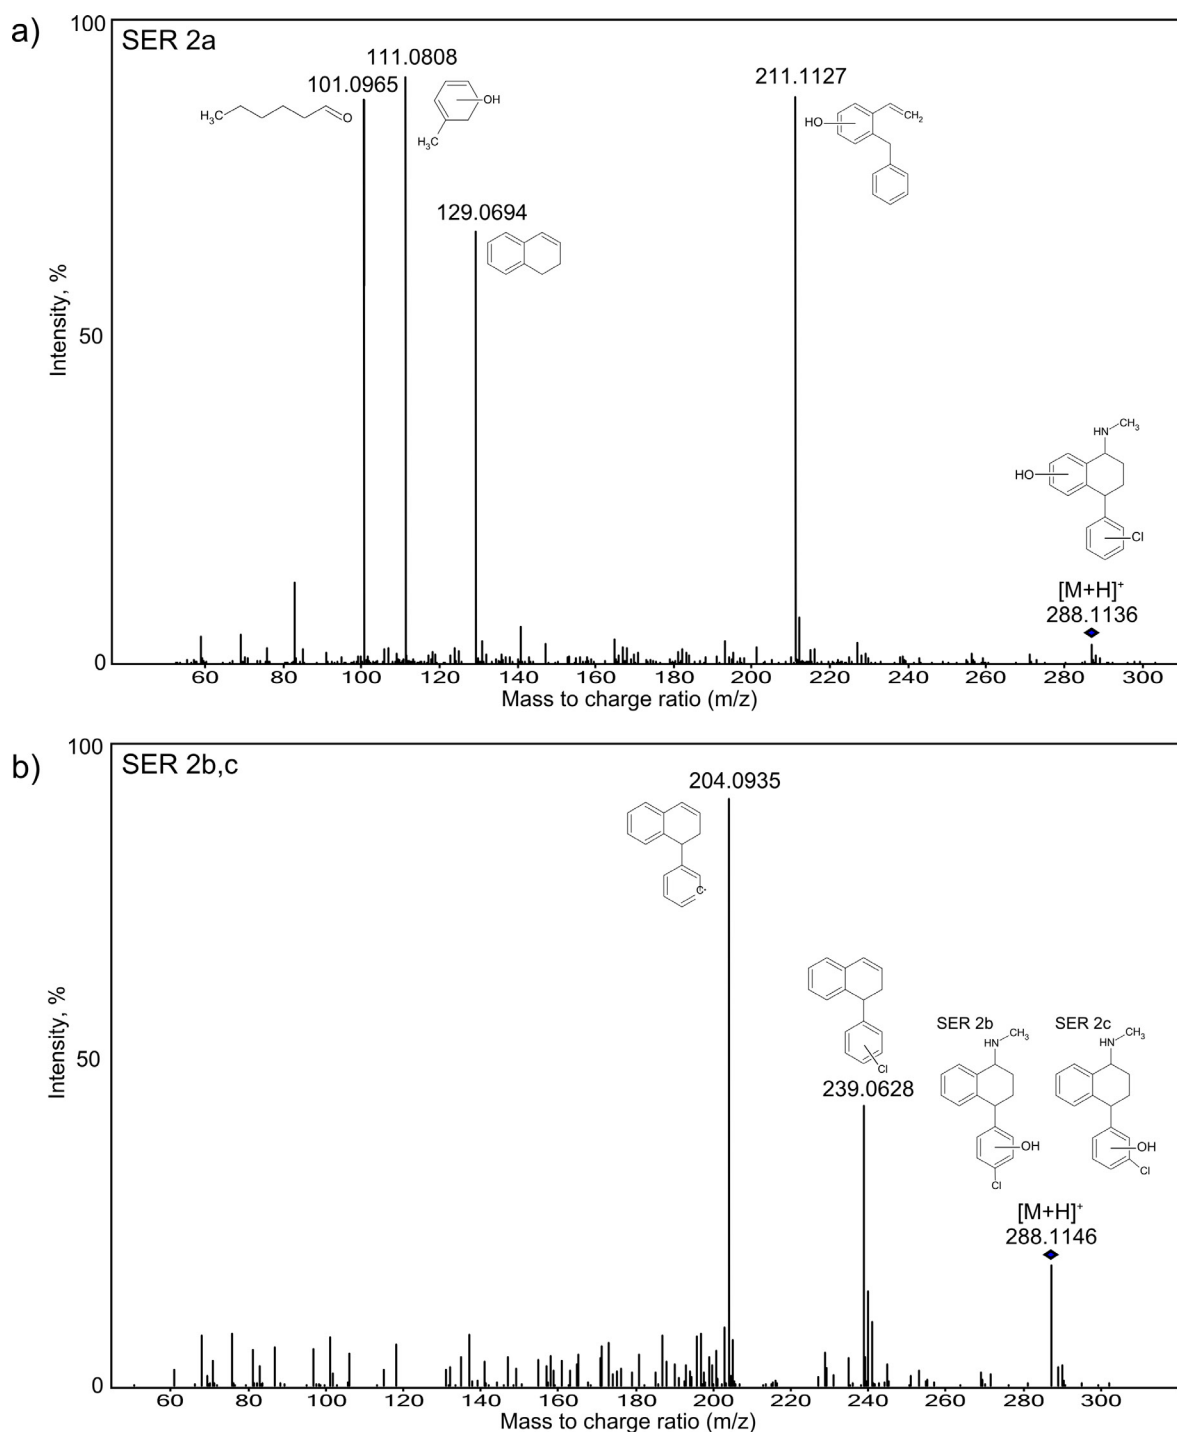 a)
100
SER 2a
111.0808
101.0965
211.1127
H₃C
O
OH
H₃C
HO
CH₂
129.0694
Intensity, %
50
HN
CH₃
HO
Cl
[M+H]⁺
288.1136
0
60 80 100 120 140 160 180 200 220 240 260 280 300
Mass to charge ratio (m/z)
b)
100
SER 2b,c
204.0935
C·
Cl
239.0628
SER 2b
HN
CH₃
OH
Cl
SER 2c
HN
CH₃
OH
Cl
Intensity, %
50
[M+H]⁺
288.1146
0
60 80 100 120 140 160 180 200 220 240 260 280 300
Mass to charge ratio (m/z)